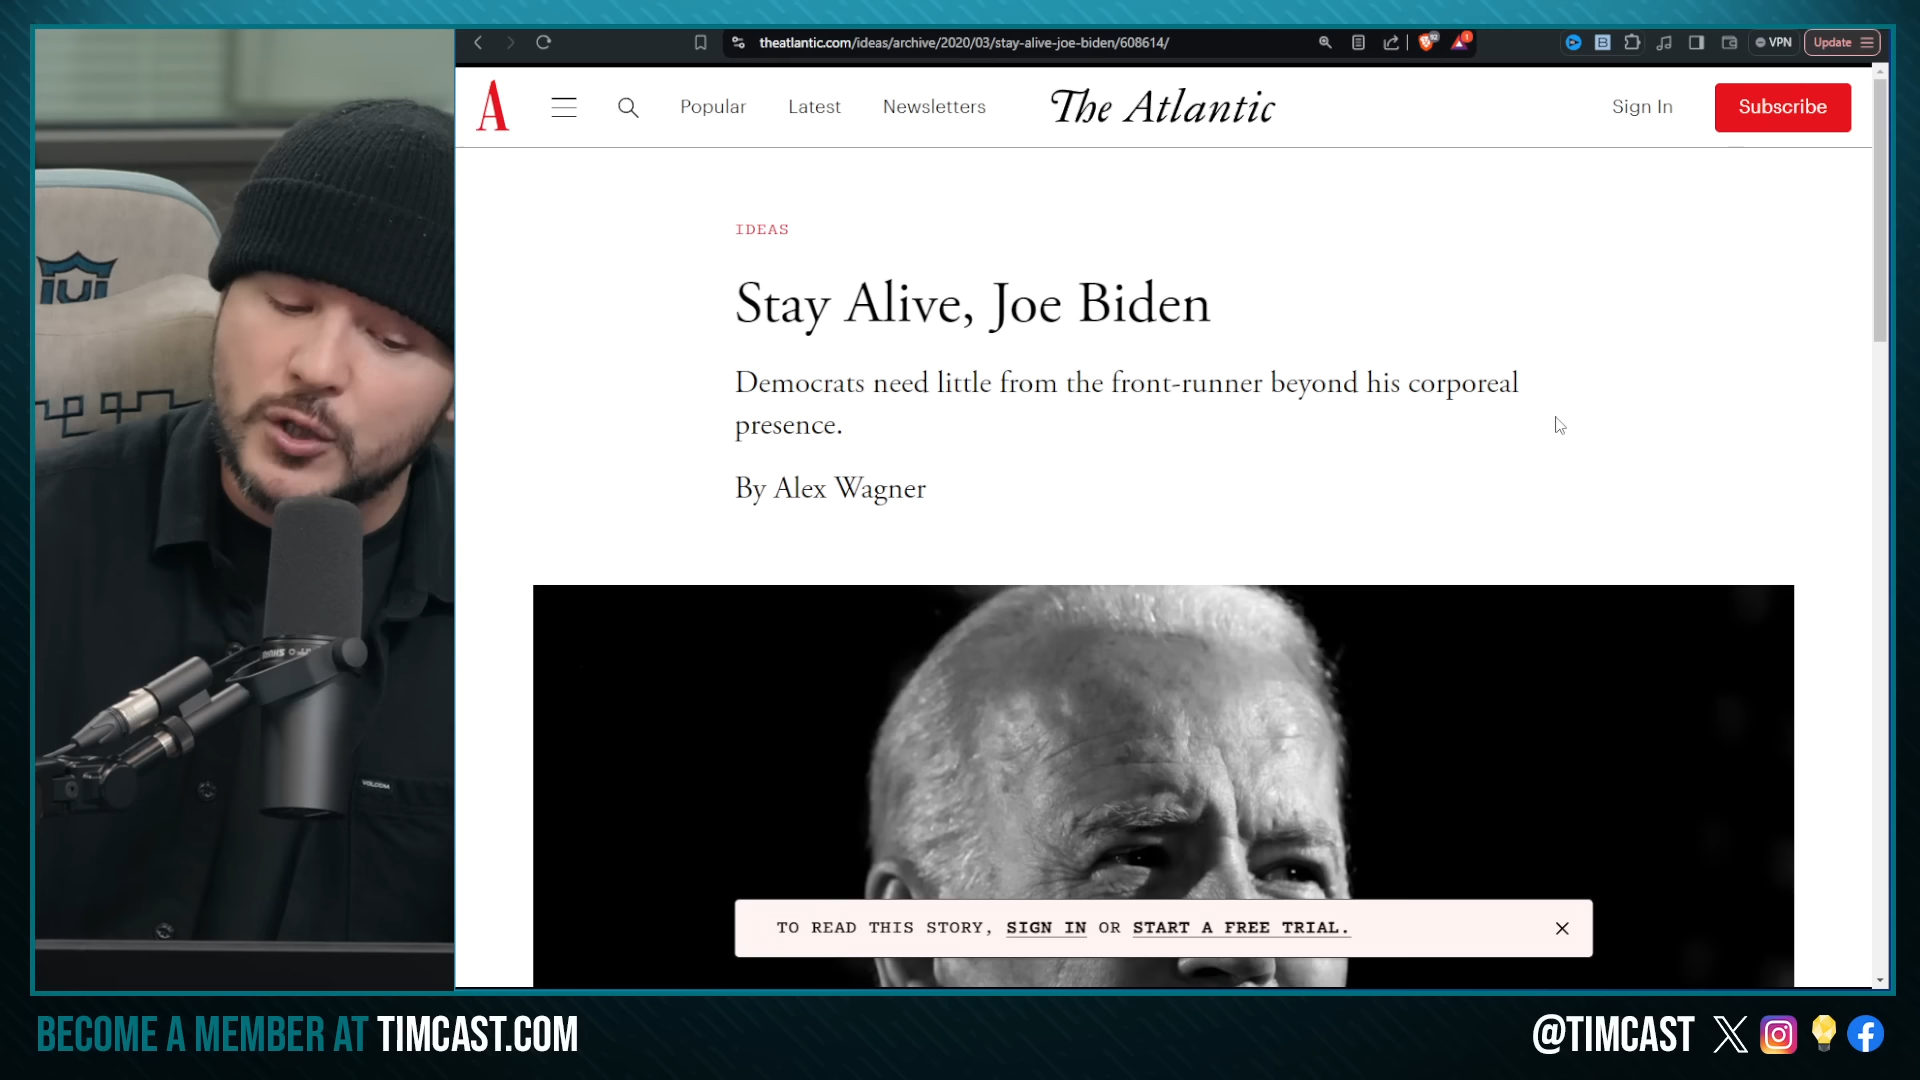 theatlantic.com/ideas/archive/2020/03/stay-alive-joe-biden/608614/
VPN
Update
A
Popular
Latest
Newsletters
The Atlantic
Sign In
Subscribe
IDEAS
Stay Alive, Joe Biden
Democrats need little from the front-runner beyond his corporeal
presence.
By Alex Wagner
TO READ THIS STORY, SIGN IN OR START A FREE TRIAL.
VOLCOM
BECOME A MEMBER AT TIMCAST.COM
@TIMCAST